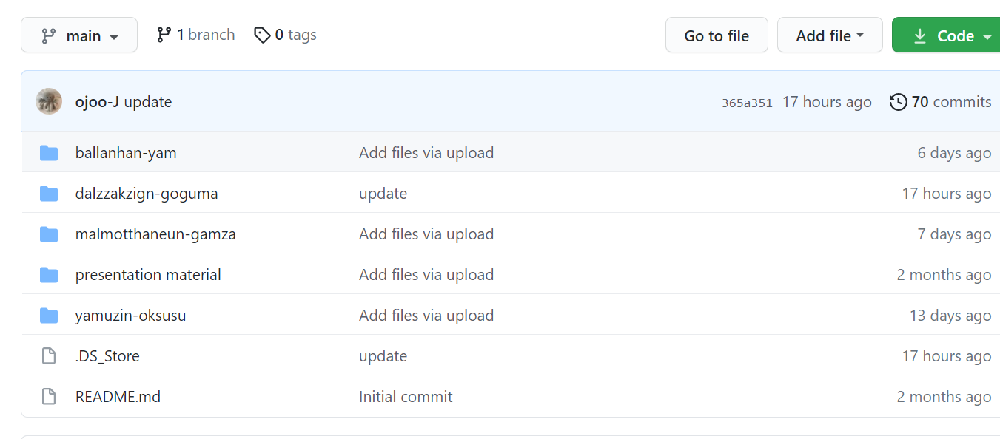 main 1 branch 0 tags Go to file Add file Code
ojoo-J update 365a351 17 hours ago 70 commits
ballanhan-yam Add files via upload 6 days ago
dalzzakzign-goguma update 17 hours ago
malmotthaneun-gamza Add files via upload 7 days ago
presentation material Add files via upload 2 months ago
yamuzin-oksusu Add files via upload 13 days ago
.DS_Store update 17 hours ago
README.md Initial commit 2 months ago